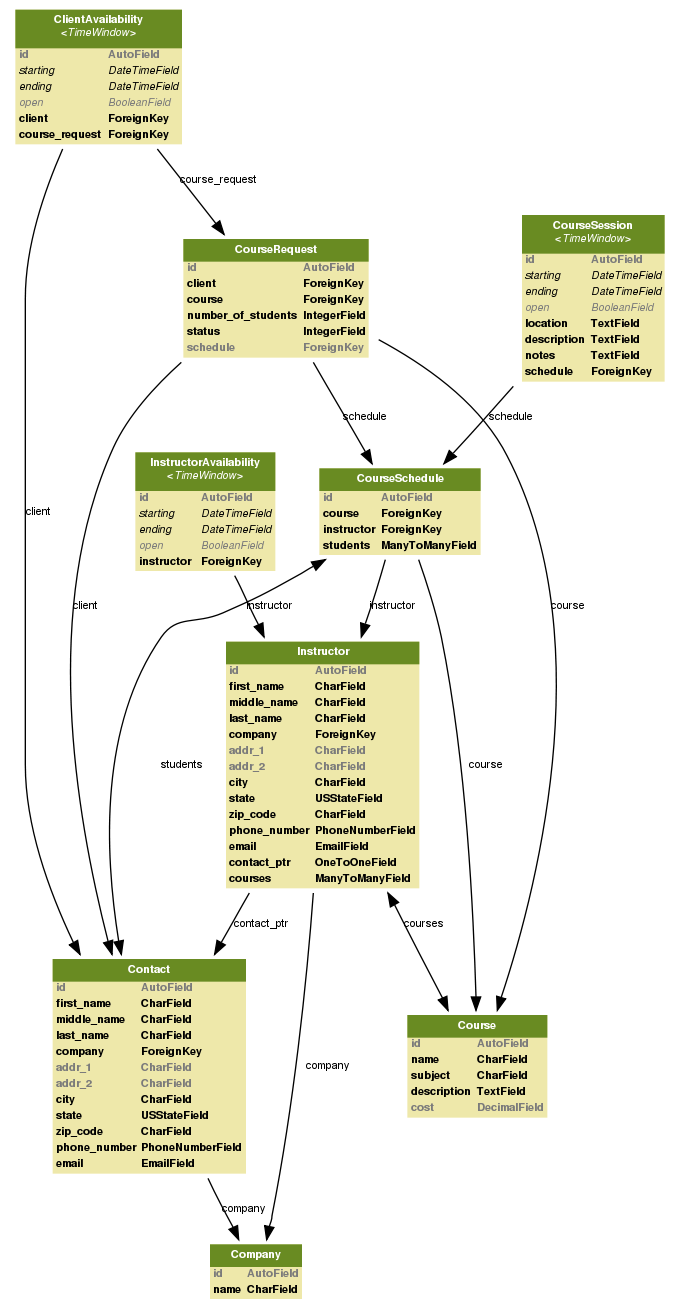 ClientAvailability
<TimeWindow>
id AutoField
starting DateTimeField
ending DateTimeField
open BooleanField
client ForeignKey
course_request ForeignKey
course_request
CourseSession
<TimeWindow>
id AutoField
starting DateTimeField
ending DateTimeField
open BooleanField
location TextField
description TextField
notes TextField
schedule ForeignKey
CourseRequest
id AutoField
client ForeignKey
course ForeignKey
number_of_students IntegerField
status IntegerField
schedule ForeignKey
schedule
schedule
InstructorAvailability
<TimeWindow>
id AutoField
starting DateTimeField
ending DateTimeField
open BooleanField
instructor ForeignKey
CourseSchedule
id AutoField
course ForeignKey
instructor ForeignKey
students ManyToManyField
client
client
instructor
instructor
course
Instructor
id AutoField
first_name CharField
middle_name CharField
last_name CharField
company ForeignKey
addr_1 CharField
addr_2 CharField
city CharField
state USStateField
zip_code CharField
phone_number PhoneNumberField
email EmailField
contact_ptr OneToOneField
courses ManyToManyField
students
course
contact_ptr
courses
Contact
id AutoField
first_name CharField
middle_name CharField
last_name CharField
company ForeignKey
addr_1 CharField
addr_2 CharField
city CharField
state USStateField
zip_code CharField
phone_number PhoneNumberField
email EmailField
Course
id AutoField
name CharField
subject CharField
description TextField
cost DecimalField
company
company
Company
id AutoField
name CharField